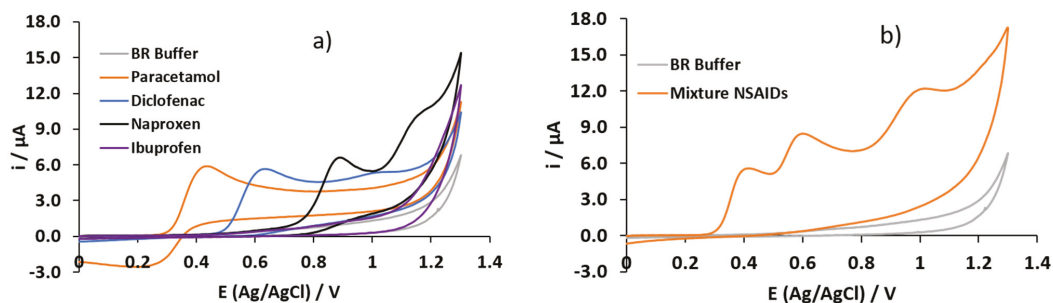 a)
18.0
15.0
12.0
9.0
6.0
3.0
0.0
-3.0
i / µA
BR Buffer
Paracetamol
Diclofenac
Naproxen
Ibuprofen
0 0.2 0.4 0.6 0.8 1 1.2 1.4
E (Ag/AgCl) / V
b)
18.0
15.0
12.0
9.0
6.0
3.0
0.0
-3.0
i / µA
BR Buffer
Mixture NSAIDs
0 0.2 0.4 0.6 0.8 1 1.2 1.4
E (Ag/AgCl) / V